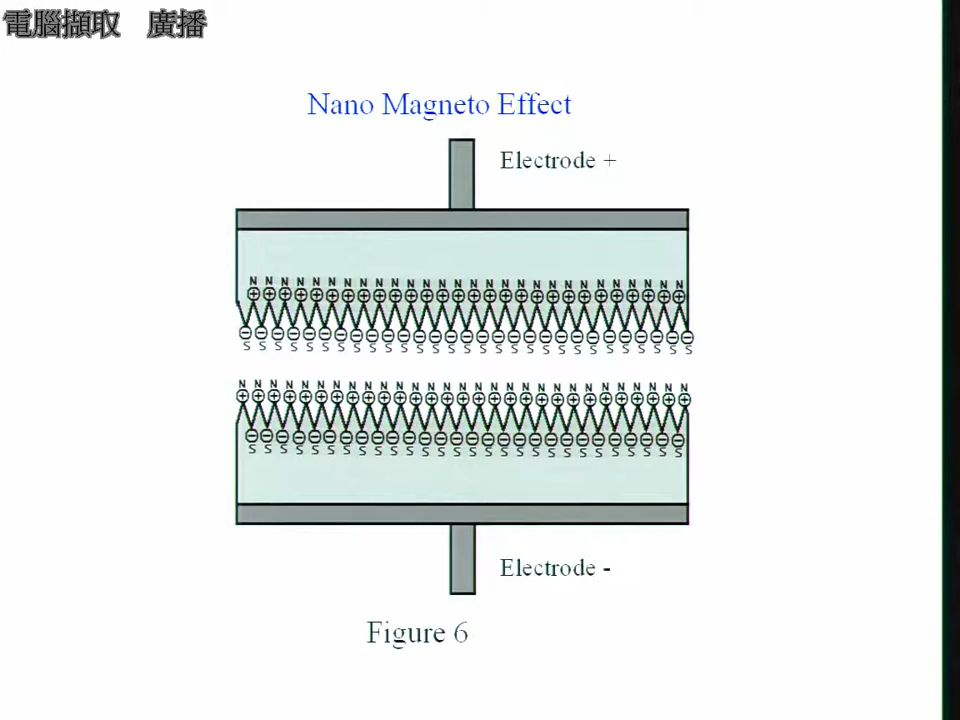 電腦擷取 廣播
Nano Magneto Effect
Electrode +
N N N N N N N N N N N N N N N N N N N N N N N N N N N N
S S S S S S S S S S S S S S S S S S S S S S S S S S S S S
N N N N N N N N N N N N N N N N N N N N N N N N N N N N N
S S S S S S S S S S S S S S S S S S S S S S S S S S S S
Electrode -
Figure 6